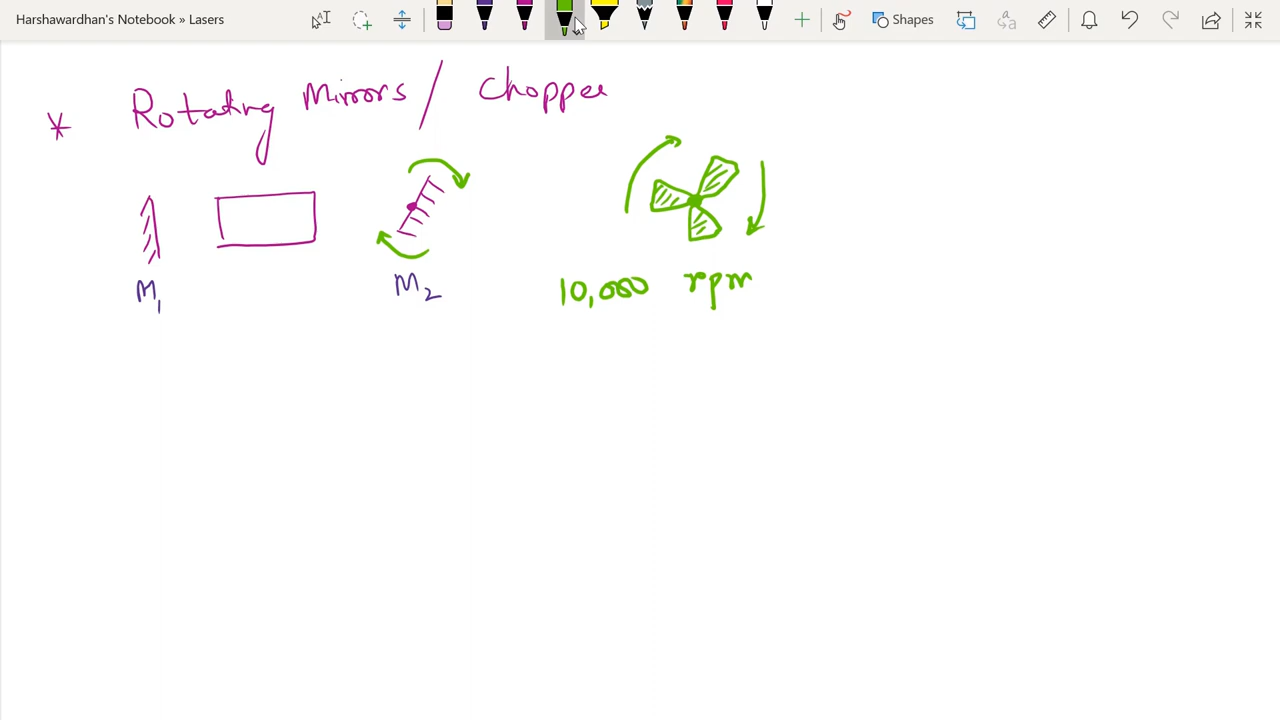 Harshawardhan's Notebook » Lasers
Shapes
* Rotating Mirrors / Chopper
M1
M2
10,000 rpm